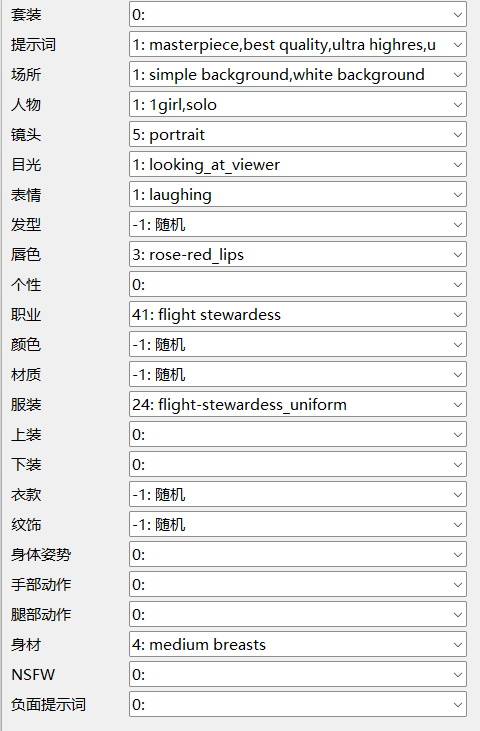 套装 0:
提示词 1: masterpiece,best quality,ultra highres,u
场所 1: simple background,white background
人物 1: 1girl,solo
镜头 5: portrait
目光 1: looking_at_viewer
表情 1: laughing
发型 -1: 随机
唇色 3: rose-red_lips
个性 0:
职业 41: flight stewardess
颜色 -1: 随机
材质 -1: 随机
服装 24: flight-stewardess_uniform
上装 0:
下装 0:
衣款 -1: 随机
纹饰 -1: 随机
身体姿势 0:
手部动作 0:
腿部动作 0:
身材 4: medium breasts
NSFW 0:
负面提示词 0: